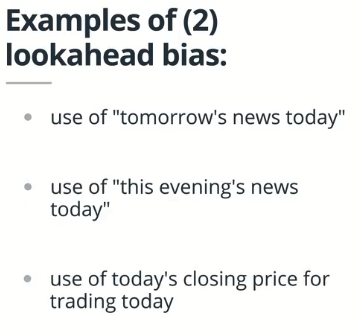 Examples of (2)
lookahead bias:
use of "tomorrow's news today"
use of "this evening's news
today"
use of today's closing price for
trading today